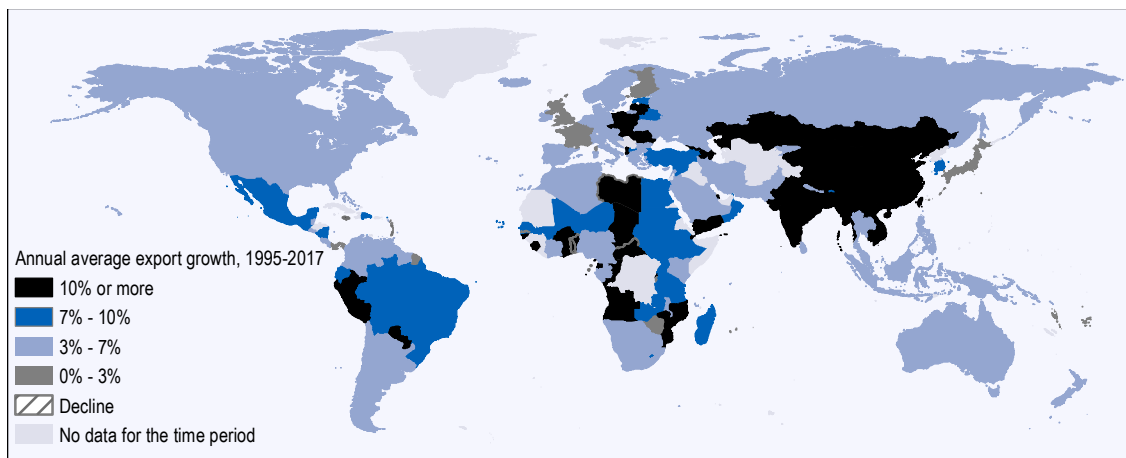 Annual average export growth, 1995-2017
10% or more
7% - 10%
3% - 7%
0% - 3%
Decline
No data for the time period